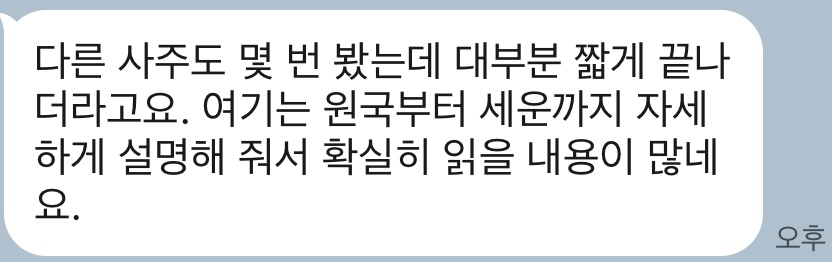 다른 사주도 몇 번 봤는데 대부분 짧게 끝나
더라고요. 여기는 원국부터 세운까지 자세
하게 설명해 줘서 확실히 읽을 내용이 많네
요.
오후